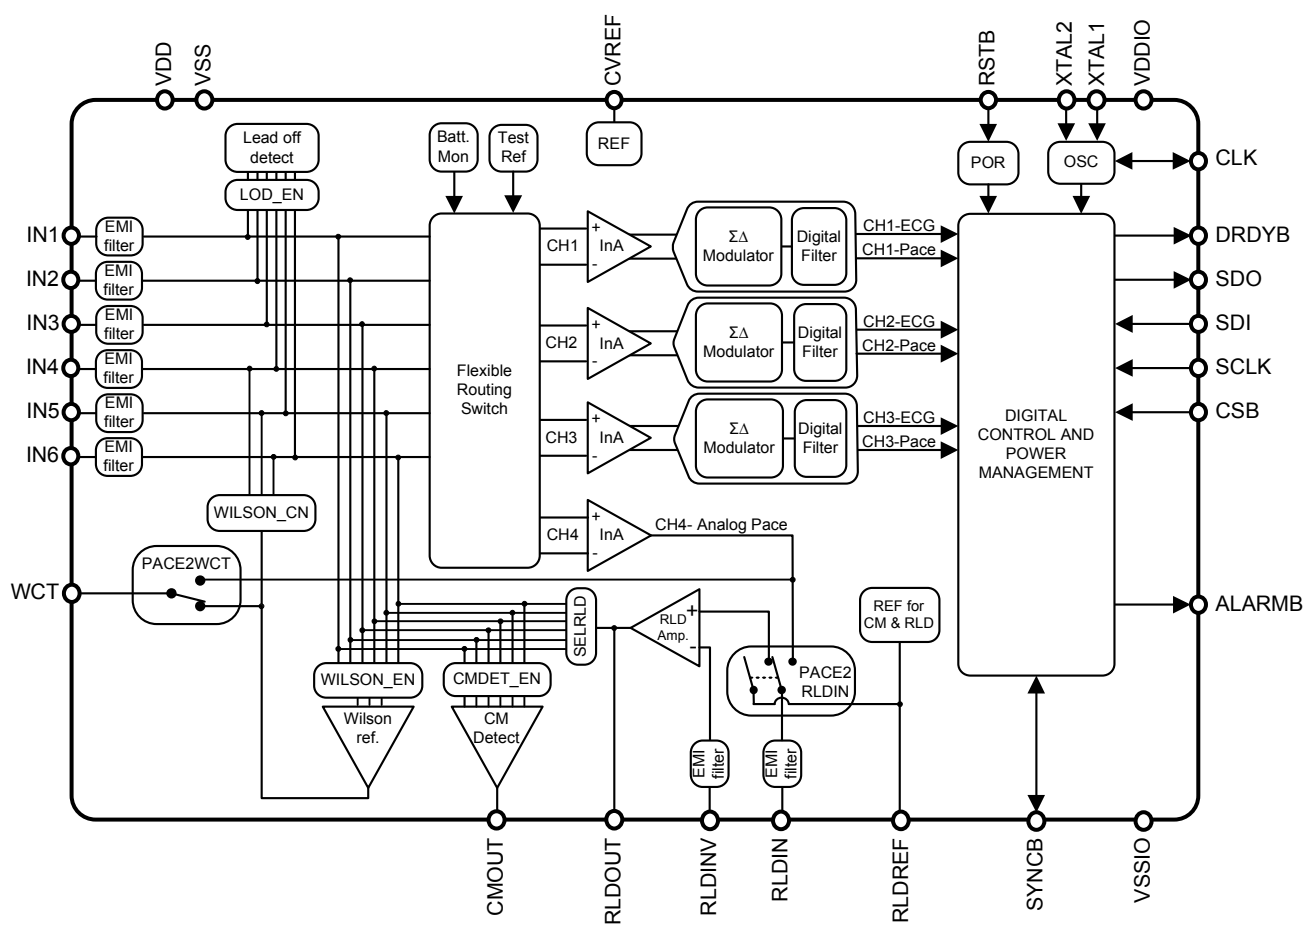 VDD
VSS
CVREF
RSTB
XTAL2
XTAL1
VDDIO
Lead off
detect
LOD_EN
Batt.
Mon
Test
Ref
REF
POR
OSC
CLK
IN1
EMI
filter
IN2
EMI
filter
IN3
EMI
filter
IN4
EMI
filter
IN5
EMI
filter
IN6
EMI
filter
Flexible
Routing
Switch
CH1
+
InA
-
ΣΔ
Modulator
Digital
Filter
CH1-ECG
CH1-Pace
CH2
+
InA
-
ΣΔ
Modulator
Digital
Filter
CH2-ECG
CH2-Pace
CH3
+
InA
-
ΣΔ
Modulator
Digital
Filter
CH3-ECG
CH3-Pace
CH4
+
InA
-
CH4- Analog Pace
DIGITAL
CONTROL AND
POWER
MANAGEMENT
DRDYB
SDO
SDI
SCLK
CSB
ALARMB
WILSON_CN
PACE2WCT
WCT
SELRLD
+
RLD
Amp.
-
REF for
CM & RLD
PACE2
RLDIN
WILSON_EN
CMDET_EN
Wilson
ref.
CM
Detect
EMI
filter
EMI
filter
CMOUT
RLDOUT
RLDINV
RLDIN
RLDREF
SYNCB
VSSIO